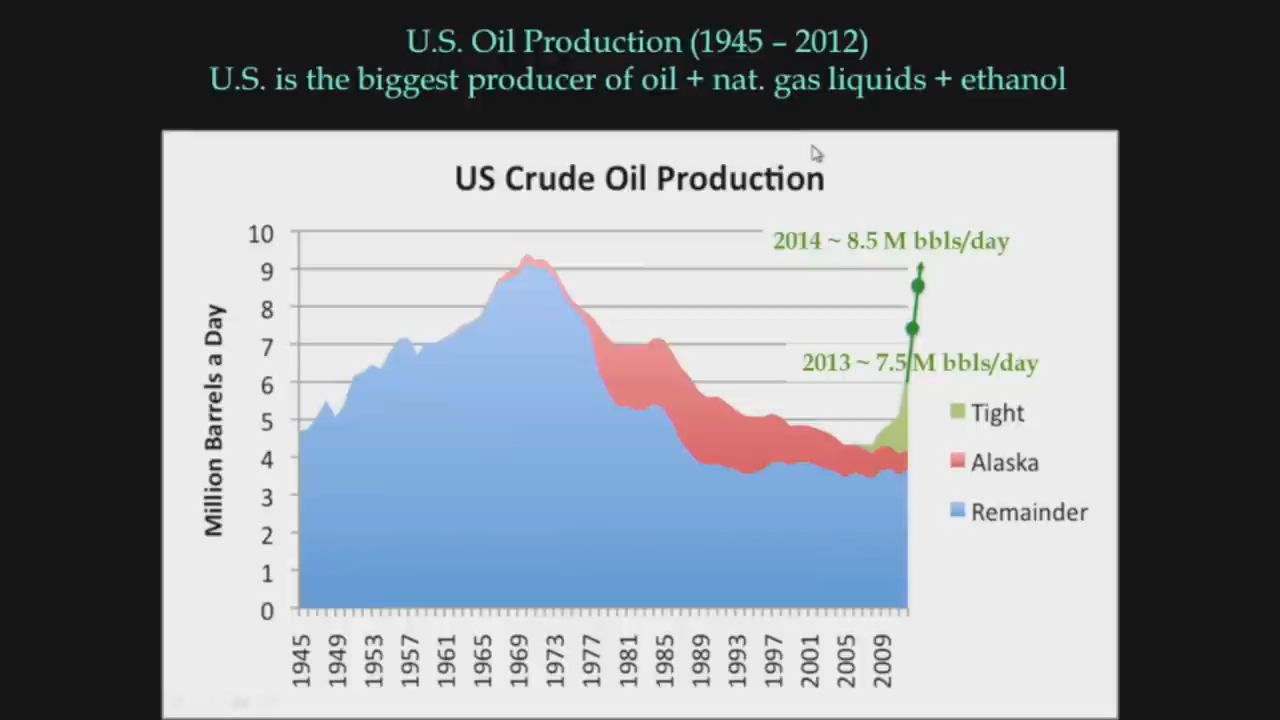 U.S. Oil Production (1945 – 2012)
U.S. is the biggest producer of oil + nat. gas liquids + ethanol
US Crude Oil Production
Million Barrels a Day
10
9
8
7
6
5
4
3
2
1
0
2014 ~ 8.5 M bbls/day
2013 ~ 7.5 M bbls/day
Tight
Alaska
Remainder
1945 1949 1953 1957 1961 1965 1969 1973 1977 1981 1985 1989 1993 1997 2001 2005 2009